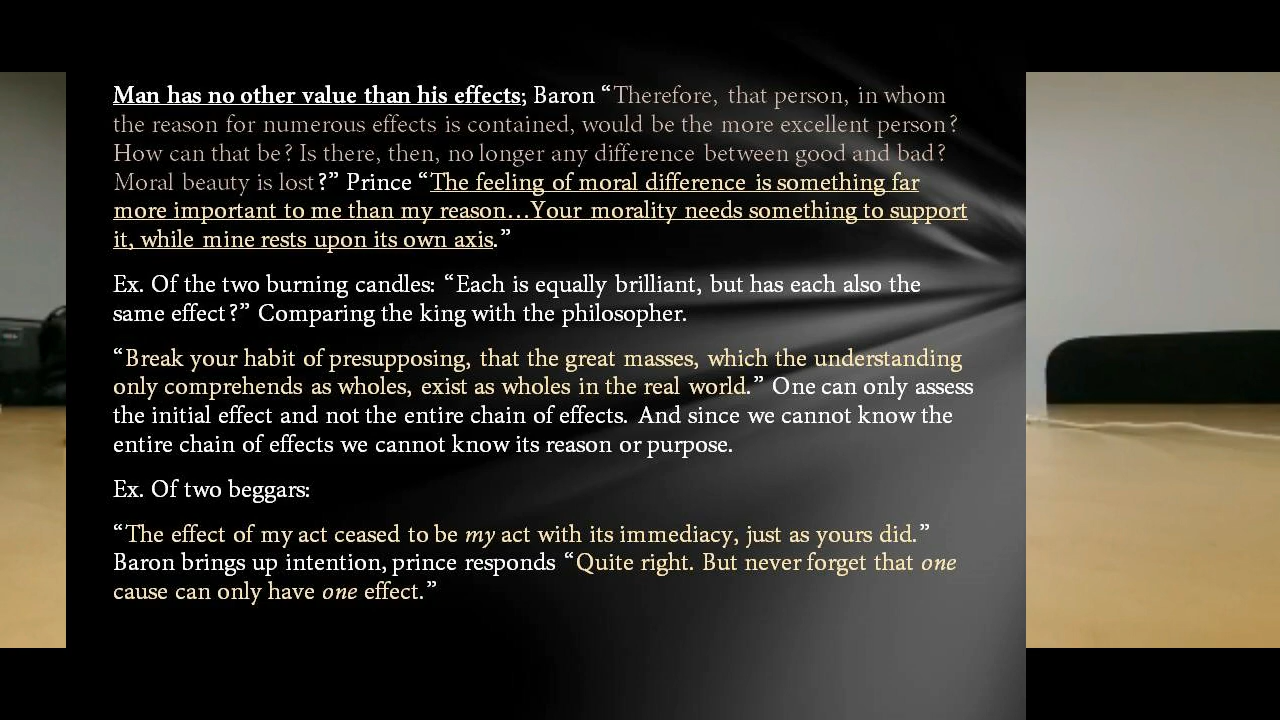 Man has no other value than his effects; Baron “Therefore, that person, in whom
the reason for numerous effects is contained, would be the more excellent person?
How can that be? Is there, then, no longer any difference between good and bad?
Moral beauty is lost?” Prince “The feeling of moral difference is something far
more important to me than my reason…Your morality needs something to support
it, while mine rests upon its own axis.”
Ex. Of the two burning candles: “Each is equally brilliant, but has each also the
same effect?” Comparing the king with the philosopher.
“Break your habit of presupposing, that the great masses, which the understanding
only comprehends as wholes, exist as wholes in the real world.” One can only assess
the initial effect and not the entire chain of effects. And since we cannot know the
entire chain of effects we cannot know its reason or purpose.
Ex. Of two beggars:
“The effect of my act ceased to be my act with its immediacy, just as yours did.”
Baron brings up intention, prince responds “Quite right. But never forget that one
cause can only have one effect.”